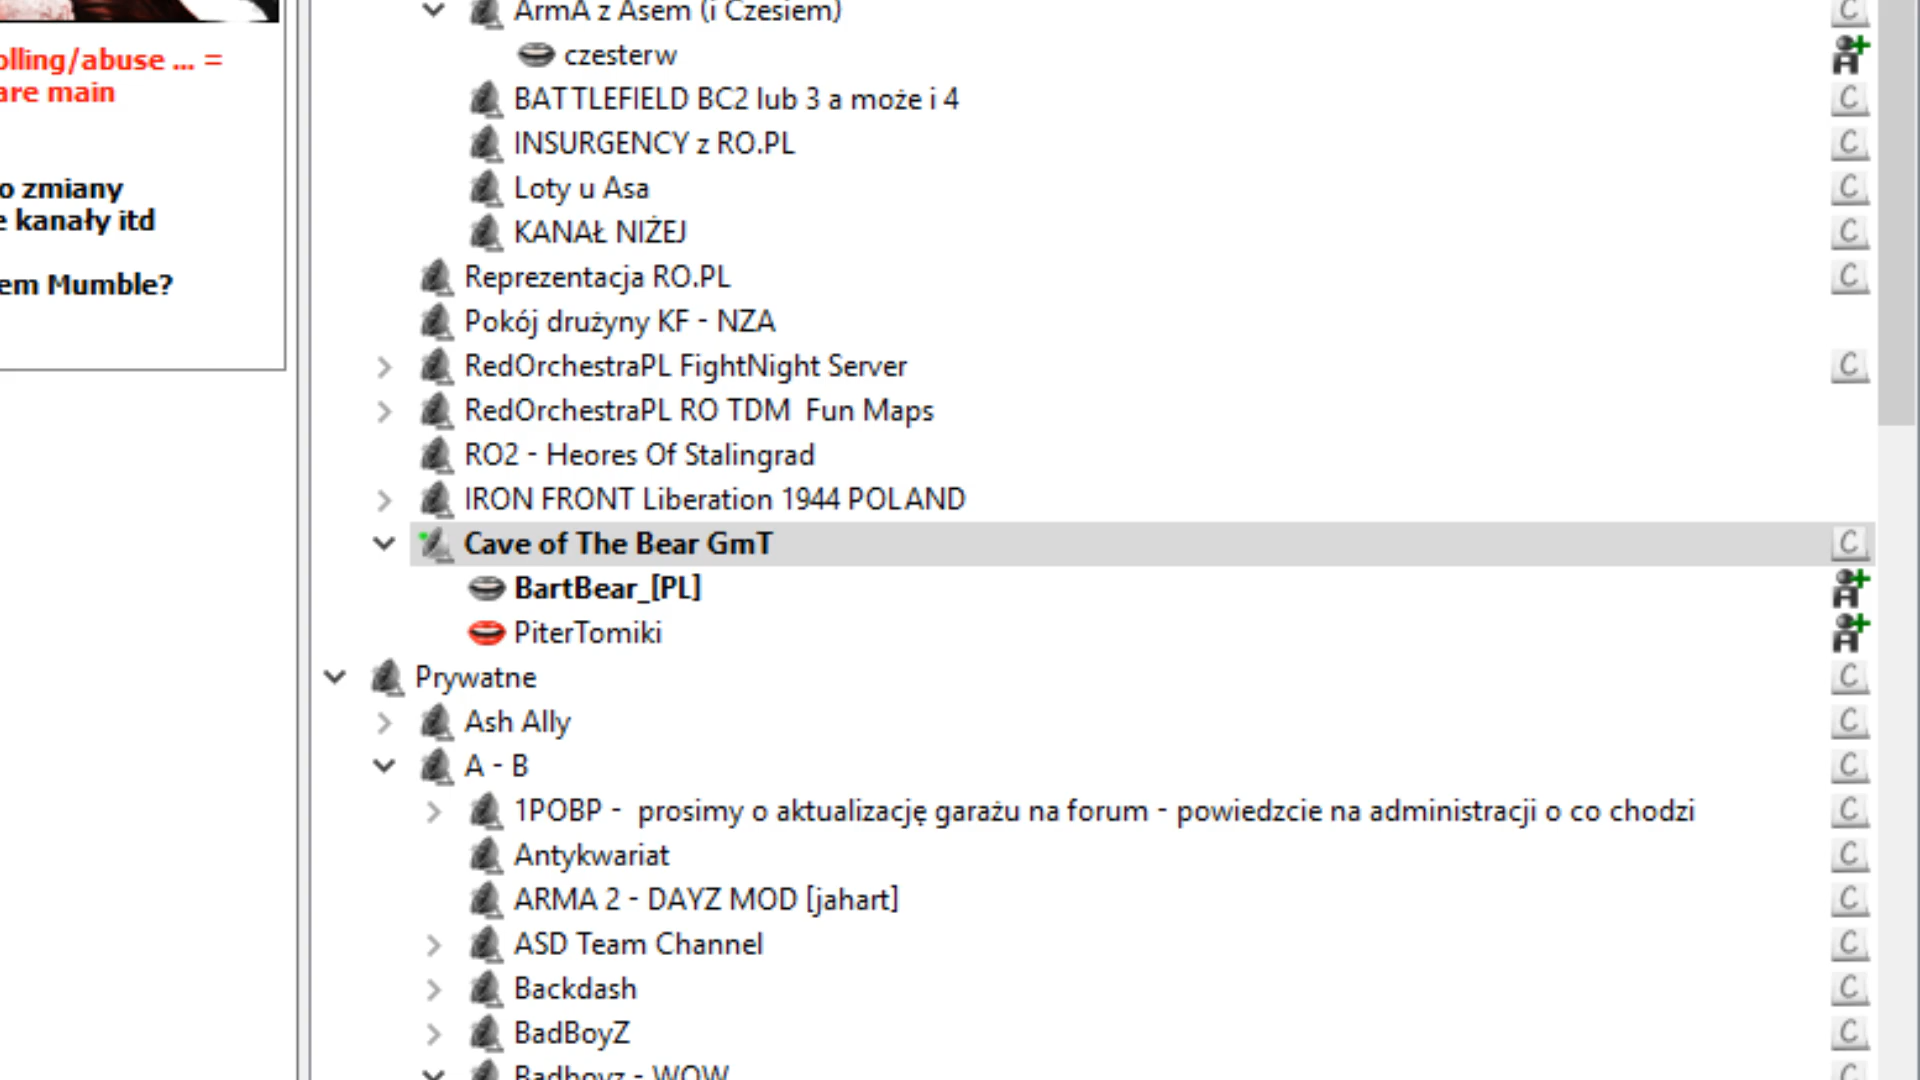 olling/abuse ... =
are main
o zmiany
e kanały itd
em Mumble?
ArmA z Asem (i Czesiem)
czesterw
BATTLEFIELD BC2 lub 3 a może i 4
INSURGENCY z RO.PL
Loty u Asa
KANAŁ NIŻEJ
Reprezentacja RO.PL
Pokój drużyny KF - NZA
RedOrchestraPL FightNight Server
RedOrchestraPL RO TDM  Fun Maps
RO2 - Heores Of Stalingrad
IRON FRONT Liberation 1944 POLAND
Cave of The Bear GmT
BartBear_[PL]
PiterTomiki
Prywatne
Ash Ally
A - B
1POBP -  prosimy o aktualizację garażu na forum - powiedzcie na administracji o co chodzi
Antykwariat
ARMA 2 - DAYZ MOD [jahart]
ASD Team Channel
Backdash
BadBoyZ
Badboyz - WOW